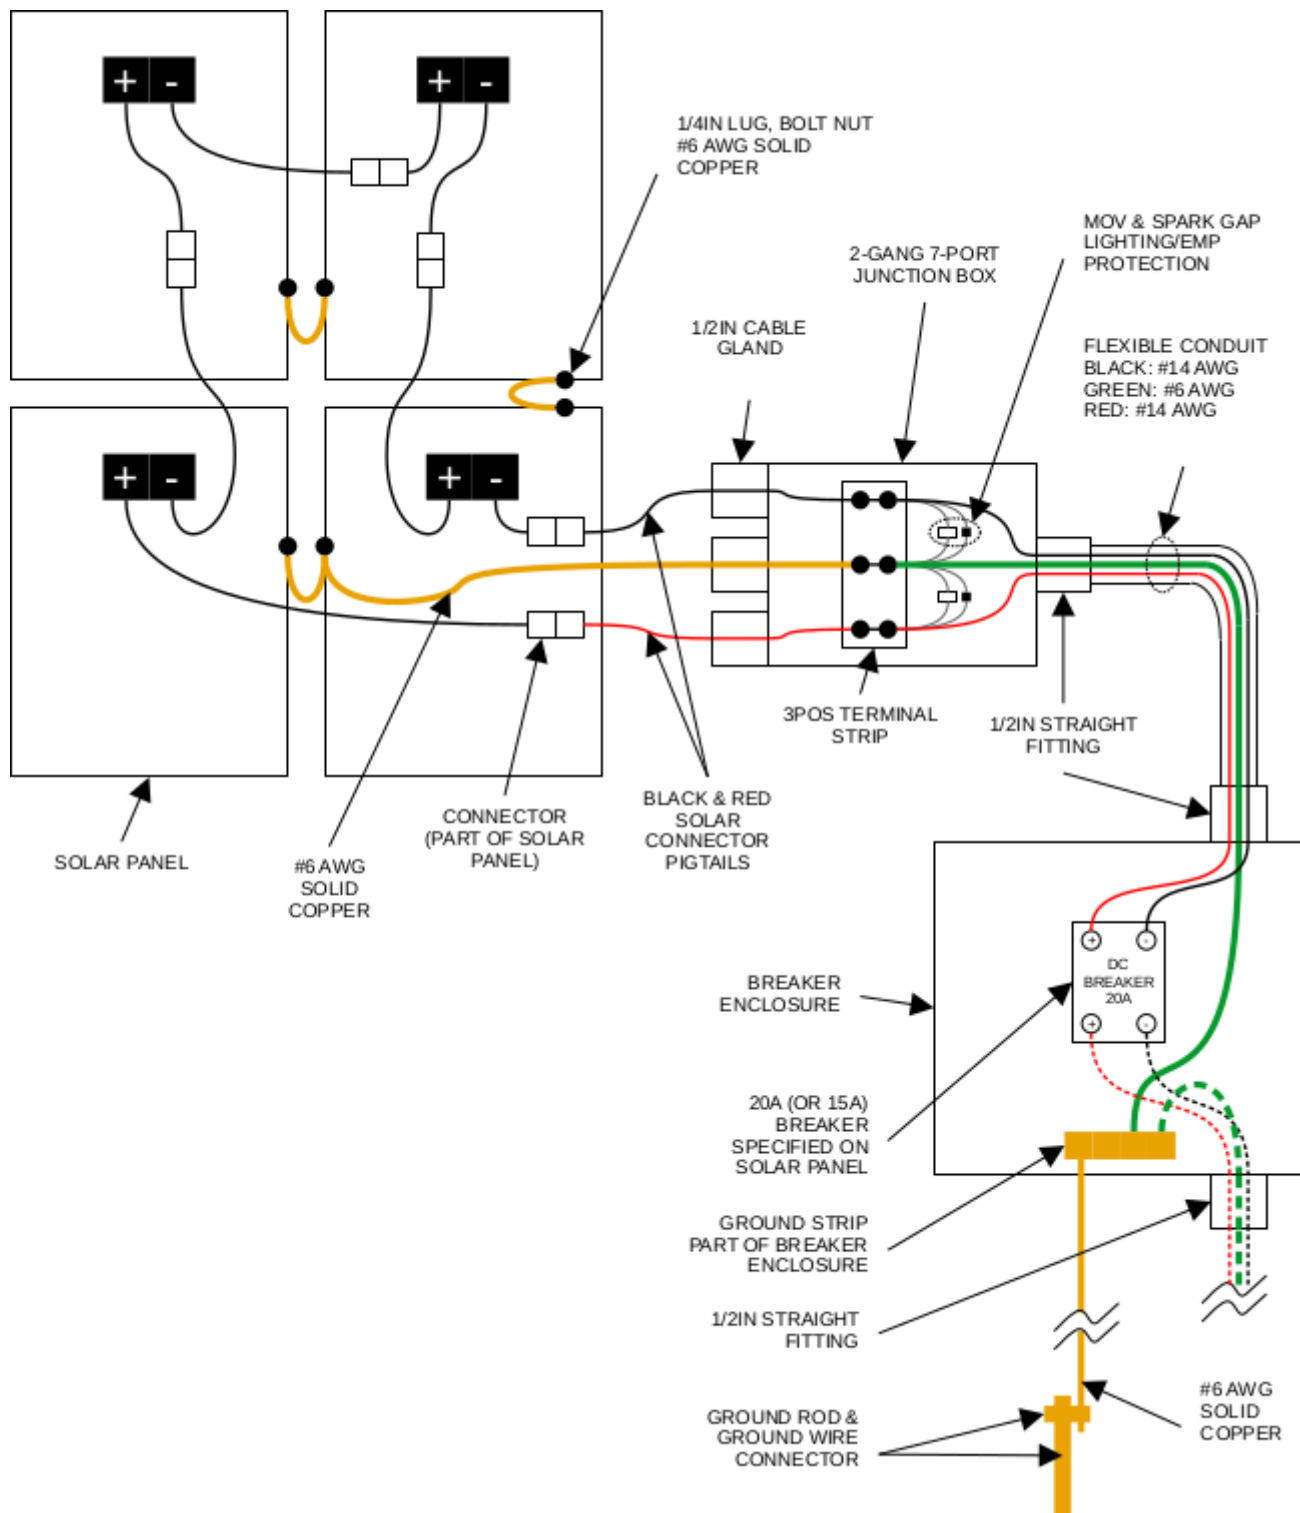 + -
+ -
1/4IN LUG, BOLT NUT
#6 AWG SOLID
COPPER
MOV & SPARK GAP
LIGHTING/EMP
PROTECTION
2-GANG 7-PORT
JUNCTION BOX
1/2IN CABLE
GLAND
FLEXIBLE CONDUIT
BLACK: #14 AWG
GREEN: #6 AWG
RED: #14 AWG
+ -
+ -
3POS TERMINAL
STRIP
1/2IN STRAIGHT
FITTING
SOLAR PANEL
#6 AWG
SOLID
COPPER
CONNECTOR
(PART OF SOLAR
PANEL)
BLACK & RED
SOLAR
CONNECTOR
PIGTAILS
BREAKER
ENCLOSURE
+ -
DC
BREAKER
20A
+ -
20A (OR 15A)
BREAKER
SPECIFIED ON
SOLAR PANEL
GROUND STRIP
PART OF BREAKER
ENCLOSURE
1/2IN STRAIGHT
FITTING
GROUND ROD &
GROUND WIRE
CONNECTOR
#6 AWG
SOLID
COPPER